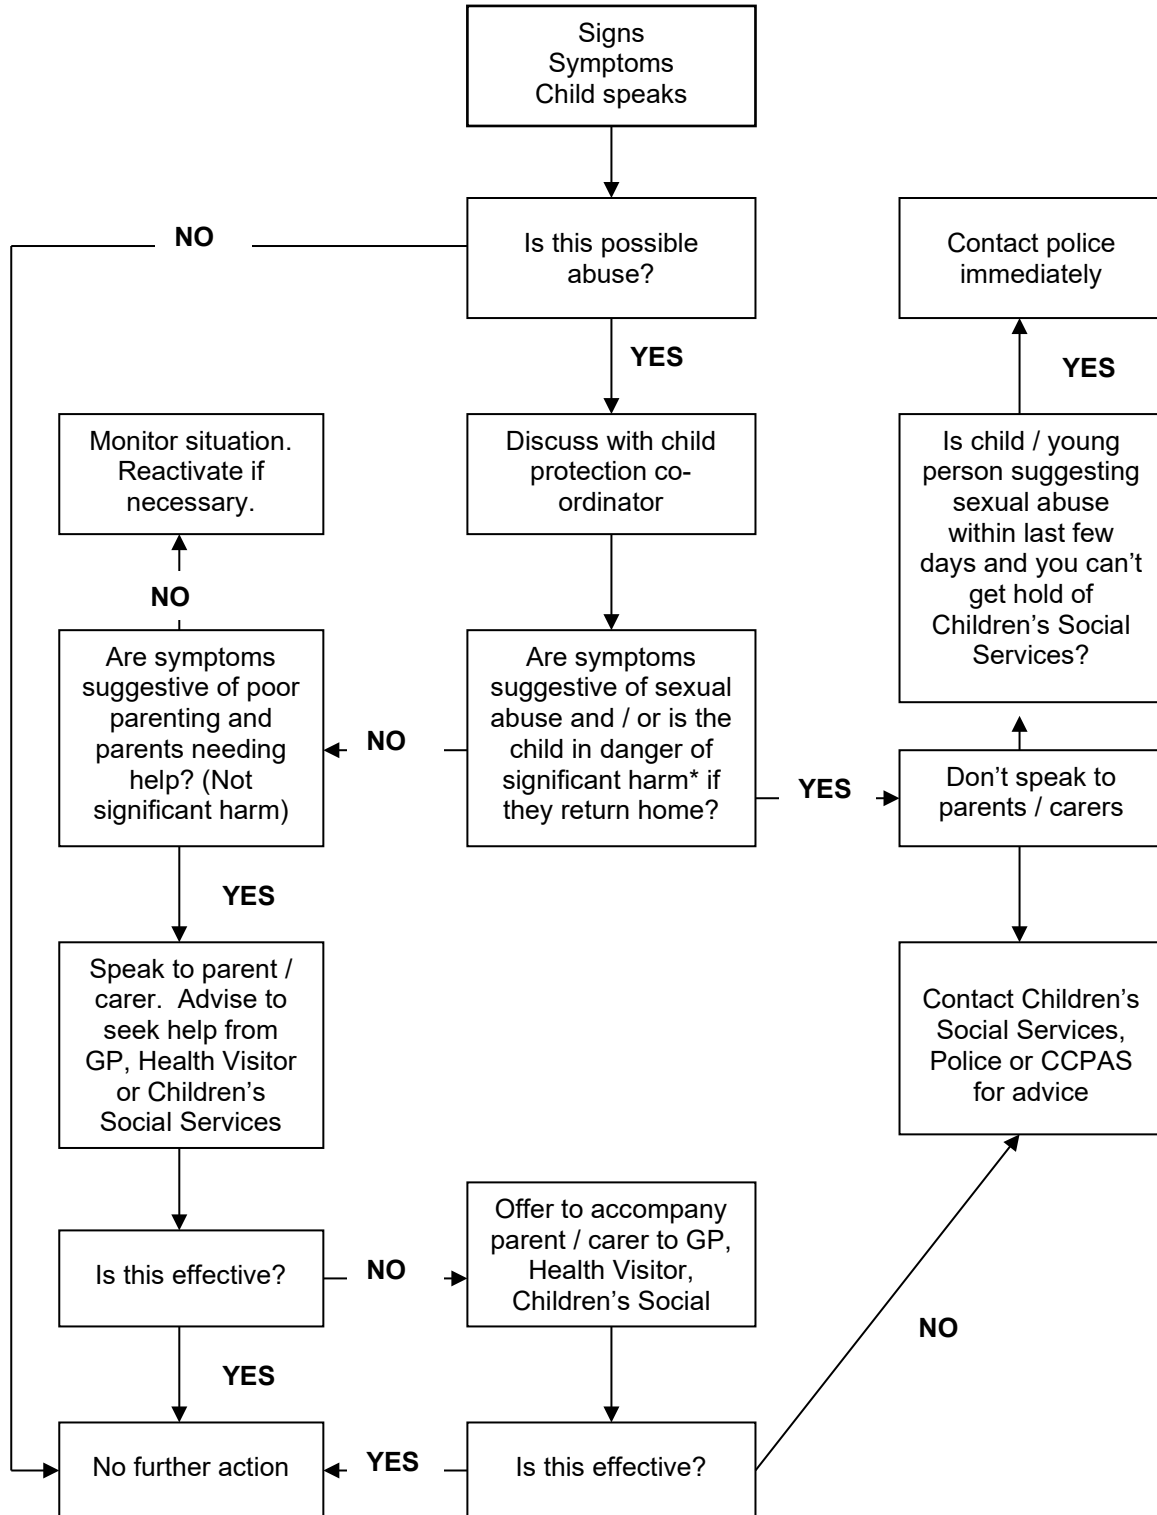 Signs
Symptoms
Child speaks
NO
Is this possible
abuse?
Contact police
immediately
YES
YES
Monitor situation.
Reactivate if
necessary.
Discuss with child
protection co-
ordinator
Is child / young
person suggesting
sexual abuse
within last few
days and you can’t
get hold of
Children’s Social
Services?
NO
Are symptoms
suggestive of poor
parenting and
parents needing
help? (Not
significant harm)
NO
Are symptoms
suggestive of sexual
abuse and / or is the
child in danger of
significant harm* if
they return home?
YES
Don’t speak to
parents / carers
YES
Speak to parent /
carer.  Advise to
seek help from
GP, Health Visitor
or Children’s
Social Services
Contact Children’s
Social Services,
Police or CCPAS
for advice
Is this effective?
NO
Offer to accompany
parent / carer to GP,
Health Visitor,
Children’s Social
NO
YES
No further action
YES
Is this effective?